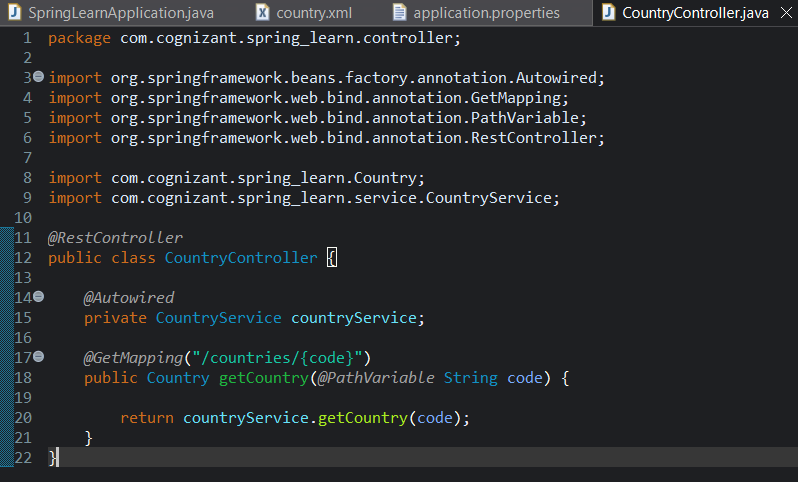 SpringLearnApplication.java country.xml application.properties CountryController.java
1 package com.cognizant.spring_learn.controller;
2
3 import org.springframework.beans.factory.annotation.Autowired;
4 import org.springframework.web.bind.annotation.GetMapping;
5 import org.springframework.web.bind.annotation.PathVariable;
6 import org.springframework.web.bind.annotation.RestController;
7
8 import com.cognizant.spring_learn.Country;
9 import com.cognizant.spring_learn.service.CountryService;
10
11 @RestController
12 public class CountryController {
13
14     @Autowired
15     private CountryService countryService;
16
17     @GetMapping("/countries/{code}")
18     public Country getCountry(@PathVariable String code) {
19
20         return countryService.getCountry(code);
21     }
22 }